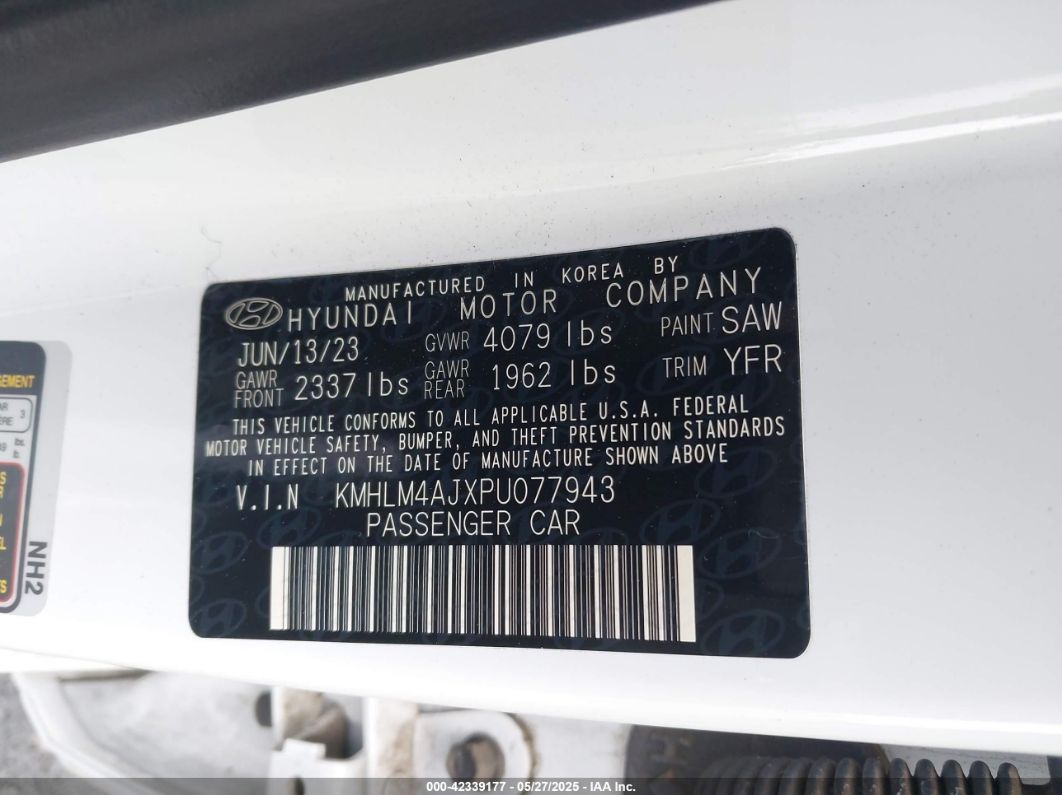 MANUFACTURED IN KOREA BY
HYUNDAI MOTOR COMPANY
JUN/13/23 GVWR 4079 lbs PAINT SAW
GAWR FRONT 2337 lbs GAWR REAR 1962 lbs TRIM YFR
THIS VEHICLE CONFORMS TO ALL APPLICABLE U.S.A. FEDERAL
MOTOR VEHICLE SAFETY, BUMPER, AND THEFT PREVENTION STANDARDS
IN EFFECT ON THE DATE OF MANUFACTURE SHOWN ABOVE
V.I.N KMHLM4AJXPU077943
PASSENGER CAR
3
lbs.
NH2
000-42339177 - 05/27/2025 - IAA Inc.